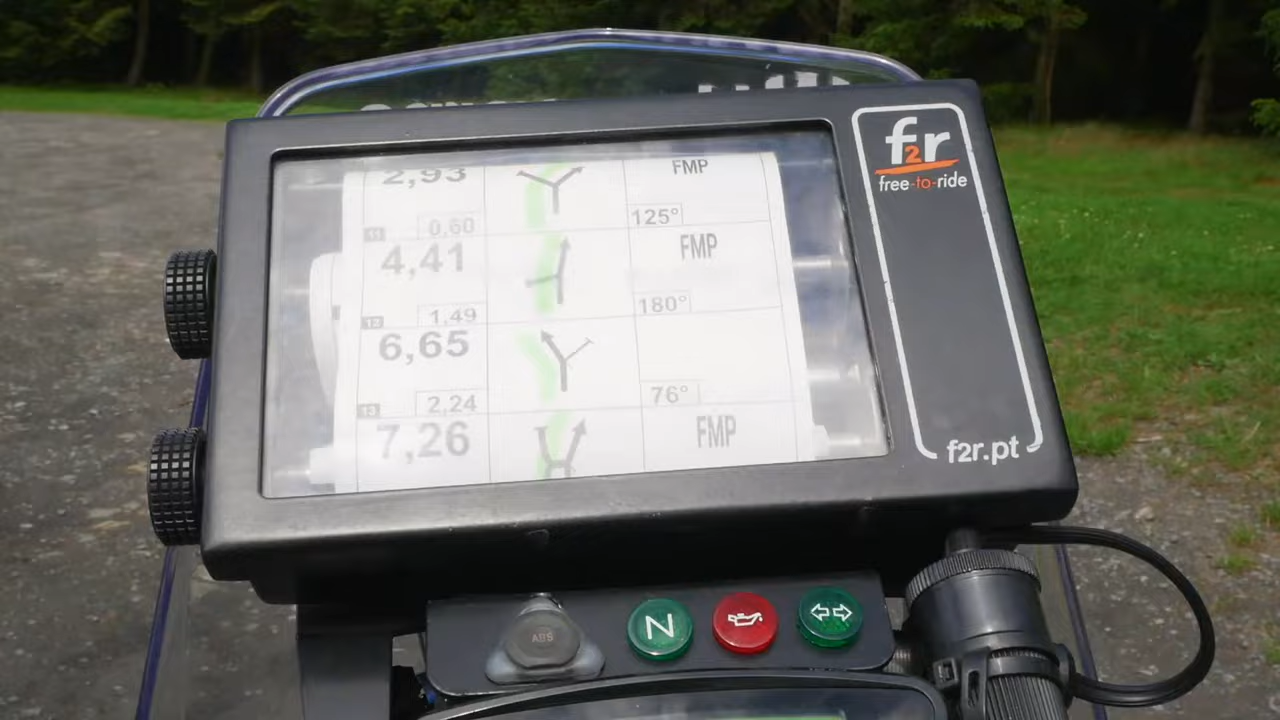 f2r
free-to-ride
2,93 FMP
11 0,60 125°
4,41 FMP
12 1,49 180°
6,65
13 2,24 76°
7,26 FMP
f2r.pt
ABS
N